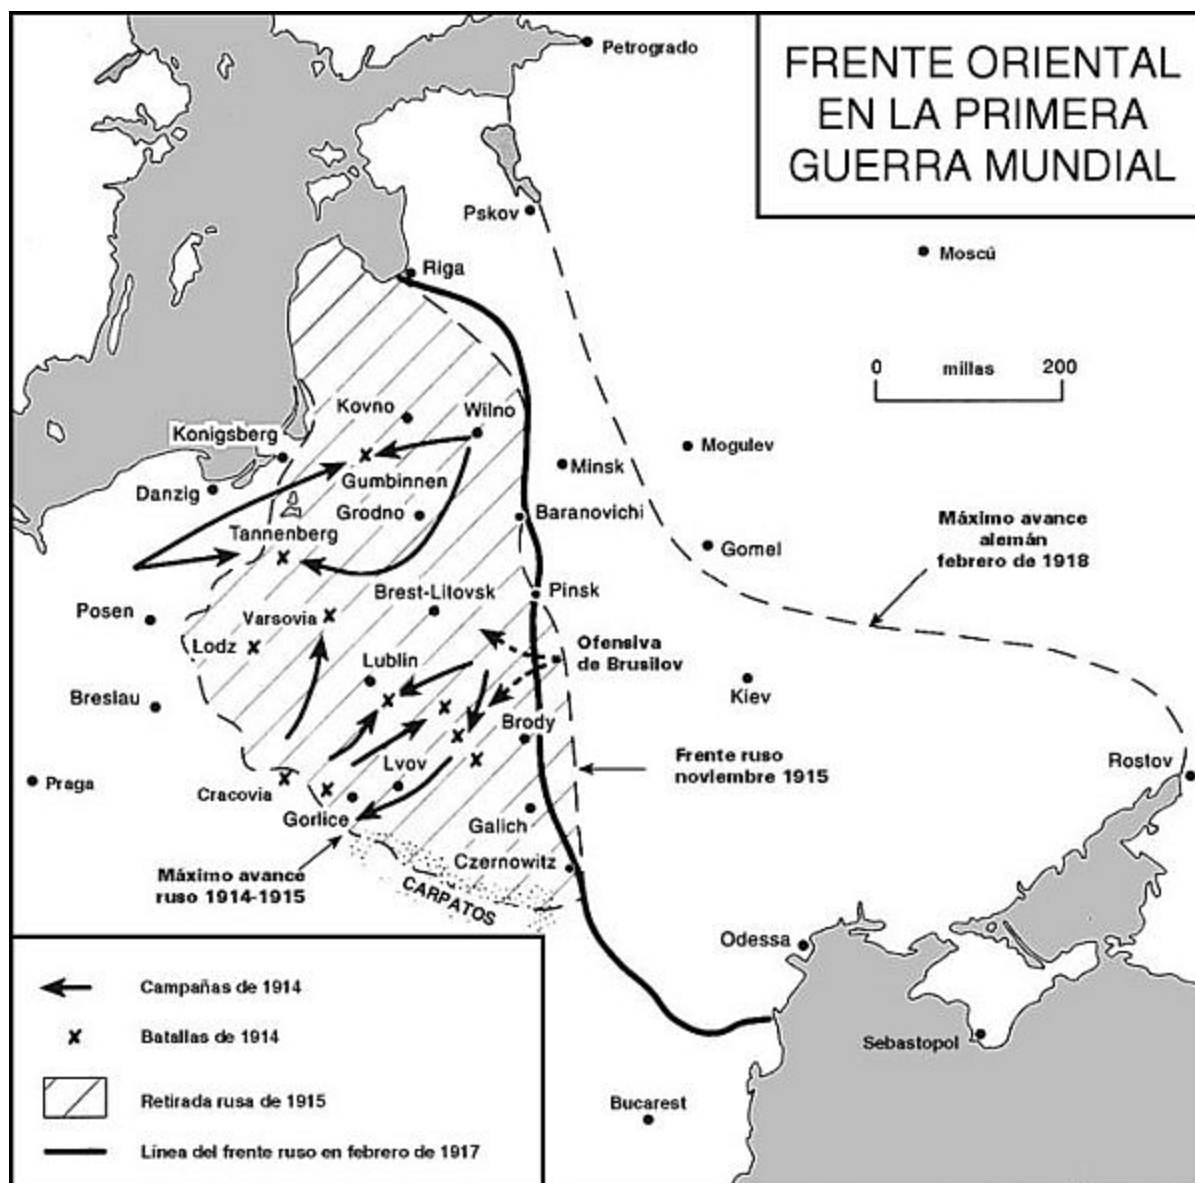 FRENTE ORIENTAL
EN LA PRIMERA
GUERRA MUNDIAL
Petrogrado
Pskov
Moscú
Riga
0 millas 200
Kovno
Wilno
Konigsberg
Mogulev
Minsk
Gumbinnen
Danzig
Grodno
Baranovichi
Tannenberg
Gomel
Máximo avance
alemán
febrero de 1918
Brest-Litovsk
Pinsk
Posen
Varsovia
Lodz
Ofensiva
de Brusilov
Lublin
Kiev
Breslau
Brody
Frente ruso
noviembre 1915
Rostov
Lvov
Praga
Cracovia
Gorlice
Galich
Czernowitz
Máximo avance
ruso 1914-1915
CARPATOS
Odessa
Campañas de 1914
Batallas de 1914
Sebastopol
Retirada rusa de 1915
Bucarest
Línea del frente ruso en febrero de 1917